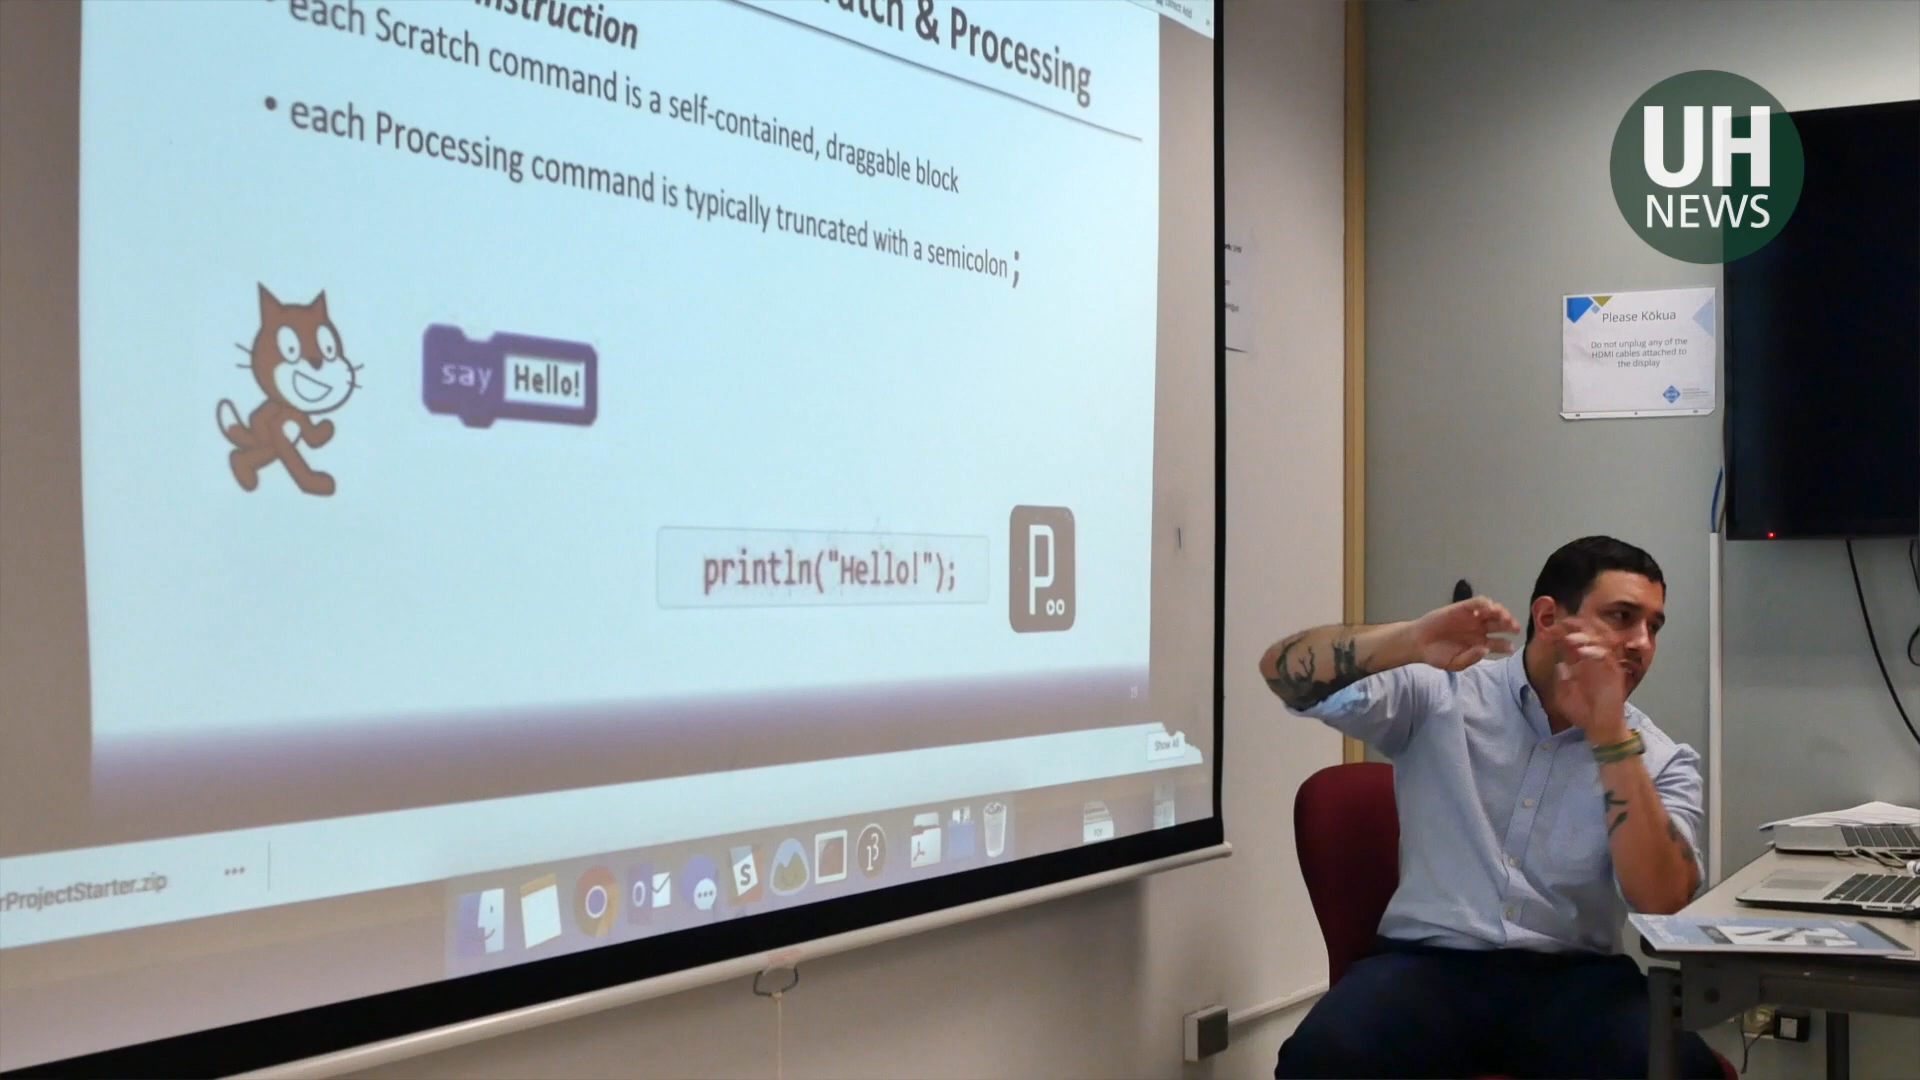 & Processing
instruction
• each Scratch command is a self-contained, draggable block
• each Processing command is typically truncated with a semicolon ;
say Hello!
println("Hello!");
P
Show All
rProjectStarter.zip
...
S
UH
NEWS
Please Kōkua
Do not unplug any of the
HDMI cables attached to
the display